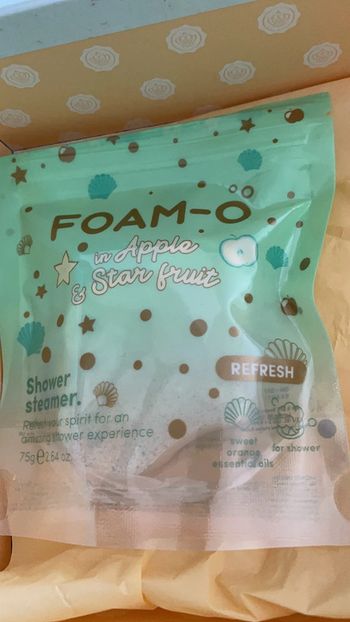 FOAM-O
in Apple
& Star fruit
REFRESH
Shower
steamer.
Refresh your spirit for an
amazing shower experience
75g e 2.64 oz
sweet
orange
essential oils
for shower